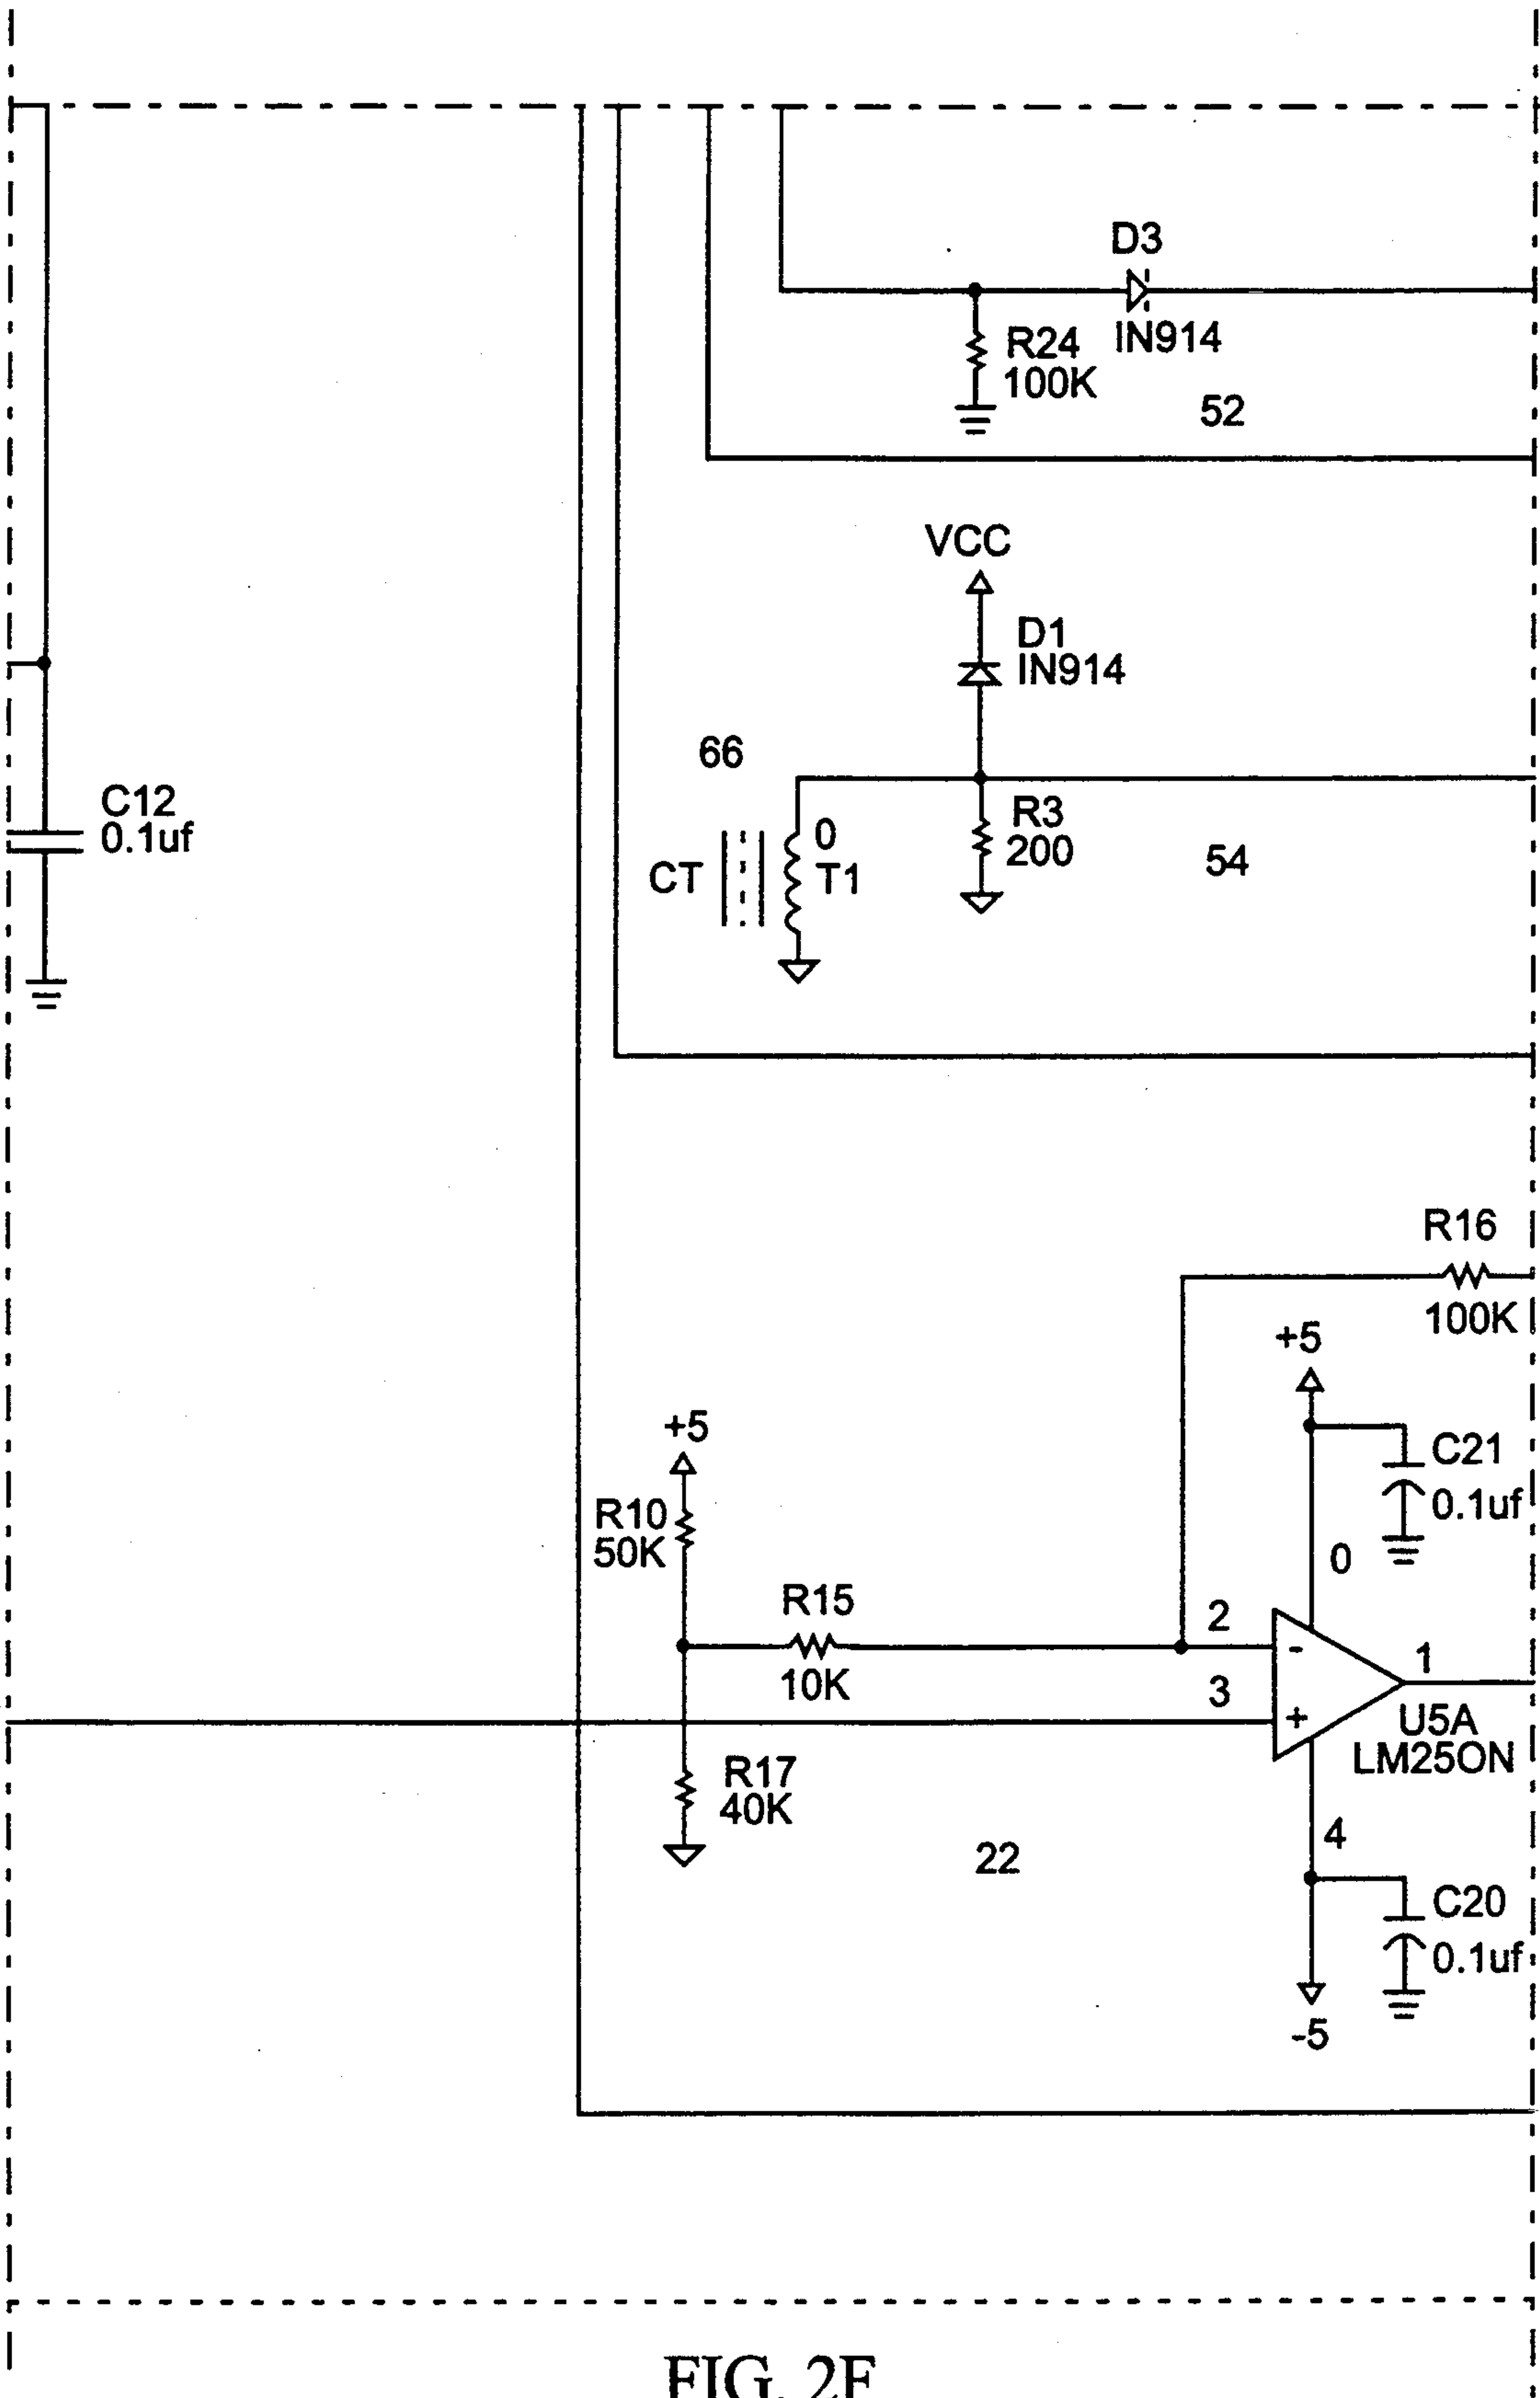 D3
IN914
R24
100K
52
VCC
D1
IN914
66
C12
0.1uf
R3
200
0
CT
T1
54
R16
100K
+5
+5
C21
0.1uf
R10
50K
0
R15
10K
2
-
1
3
+
U5A
LM25ON
R17
40K
4
22
C20
0.1uf
-5